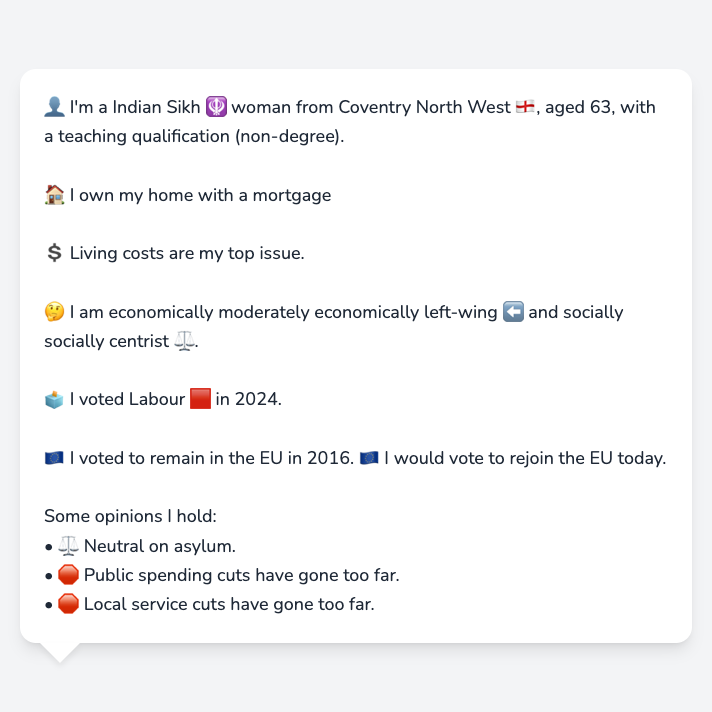 👤 I'm a Indian Sikh 🪯 woman from Coventry North West 🏴󠁧󠁢󠁥󠁮󠁧󠁿, aged 63, with
a teaching qualification (non-degree).
🏠 I own my home with a mortgage
💲 Living costs are my top issue.
🤔 I am economically moderately economically left-wing ⬅️ and socially
socially centrist ⚖️.
🗳️ I voted Labour 🟥 in 2024.
🇪🇺 I voted to remain in the EU in 2016. 🇪🇺 I would vote to rejoin the EU today.
Some opinions I hold:
• ⚖️ Neutral on asylum.
• 🛑 Public spending cuts have gone too far.
• 🛑 Local service cuts have gone too far.